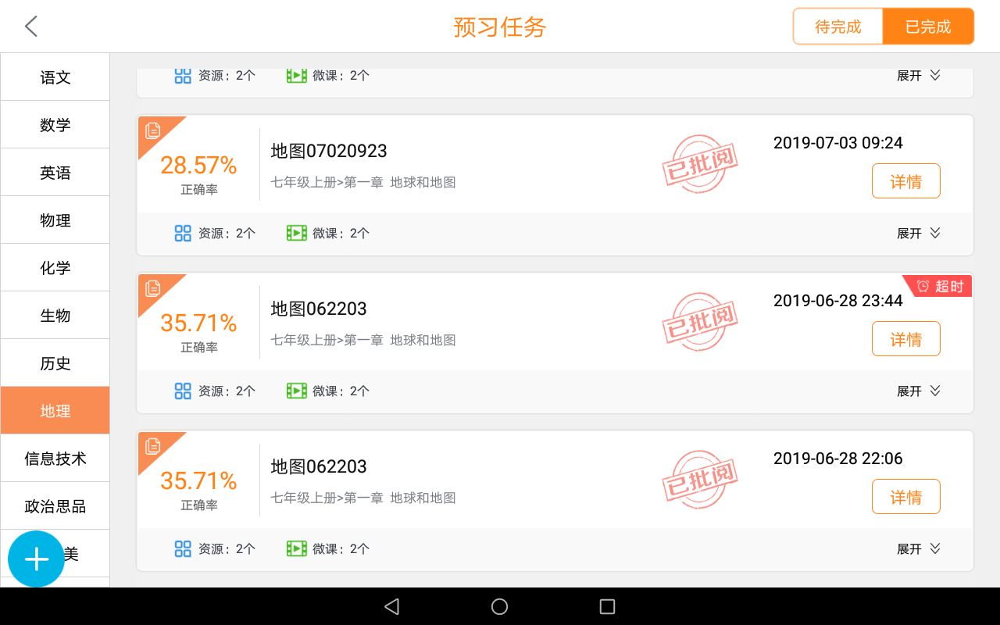 预习任务
待完成
已完成
语文
数学
英语
物理
化学
生物
历史
地理
信息技术
政治思品
美
资源：2个 微课：2个 展开
28.57%
正确率
地图07020923
七年级上册>第一章 地球和地图
已批阅
2019-07-03 09:24
详情
资源：2个 微课：2个 展开
35.71%
正确率
地图062203
七年级上册>第一章 地球和地图
已批阅
超时
2019-06-28 23:44
详情
资源：2个 微课：2个 展开
35.71%
正确率
地图062203
七年级上册>第一章 地球和地图
已批阅
2019-06-28 22:06
详情
资源：2个 微课：2个 展开